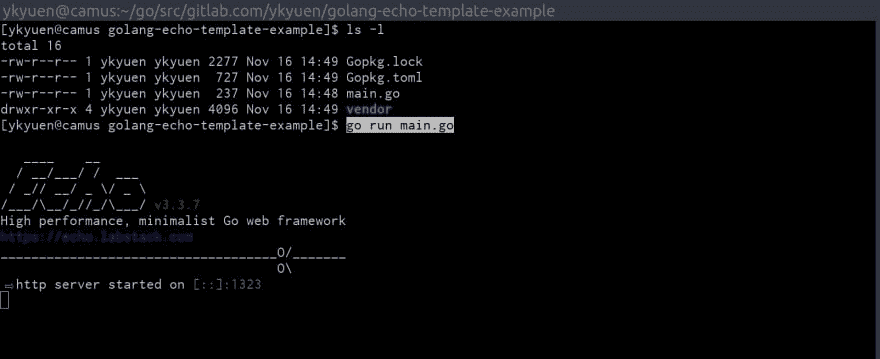 ykyuen@camus:~/go/src/gitlab.com/ykyuen/golang-echo-template-example
[ykyuen@camus golang-echo-template-example]$ ls -l
total 16
-rw-r--r-- 1 ykyuen ykyuen 2277 Nov 16 14:49 Gopkg.lock
-rw-r--r-- 1 ykyuen ykyuen  727 Nov 16 14:49 Gopkg.toml
-rw-r--r-- 1 ykyuen ykyuen  237 Nov 16 14:48 main.go
drwxr-xr-x 4 ykyuen ykyuen 4096 Nov 16 14:49 vendor
[ykyuen@camus golang-echo-template-example]$ go run main.go
   ____    __
  / __/___/ /  ___
 / _// __/ _ \/ _ \
/___/\__/_//_/\___/ v3.3.7
High performance, minimalist Go web framework
https://echo.labstack.com
____________________________________O/_______
                                    O\
⇨ http server started on [::]:1323